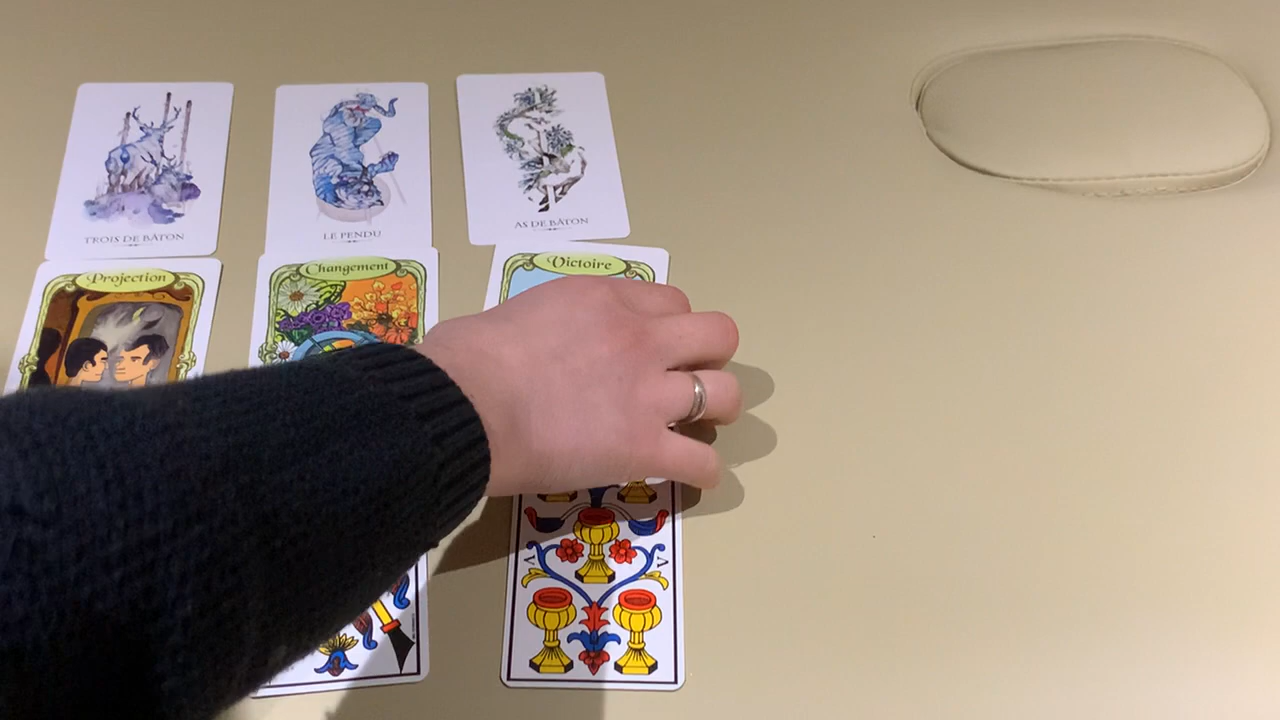 TROIS DE BÂTON
LE PENDU
AS DE BÂTON
Projection
Changement
Victoire
V
V